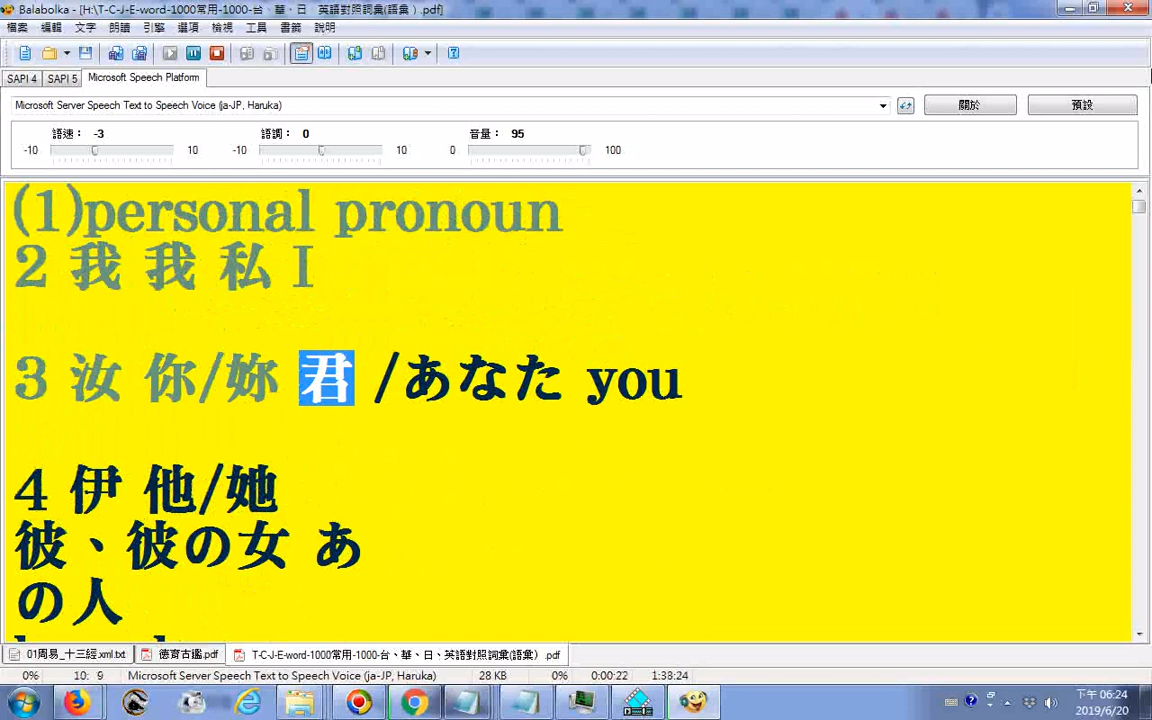 Balabolka - [H:\T-C-J-E-word-1000常用-1000-台、華、日、英語對照詞彙(語彙).pdf]
檔案 編輯 文字 朗讀 引擎 選項 檢視 工具 書籤 說明
SAPI 4 SAPI 5 Microsoft Speech Platform
Microsoft Server Speech Text to Speech Voice (ja-JP, Haruka) 關於 預設
語速: -3 語調: 0 音量: 95
-10 10 -10 10 0 100
(1)personal pronoun
2 我 我 私 I
3 汝 你/妳 君 /あなた you
4 伊 他/她
彼、彼の女 あ
の人
01周易_十三經.xml.txt 德育古鑑.pdf T-C-J-E-word-1000常用-1000-台、華、日、英語對照詞彙(語彙) .pdf
0% 10: 9 Microsoft Server Speech Text to Speech Voice (ja-JP, Haruka) 28 KB 0% 0:00:22 1:38:24
下午 06:24
2019/6/20